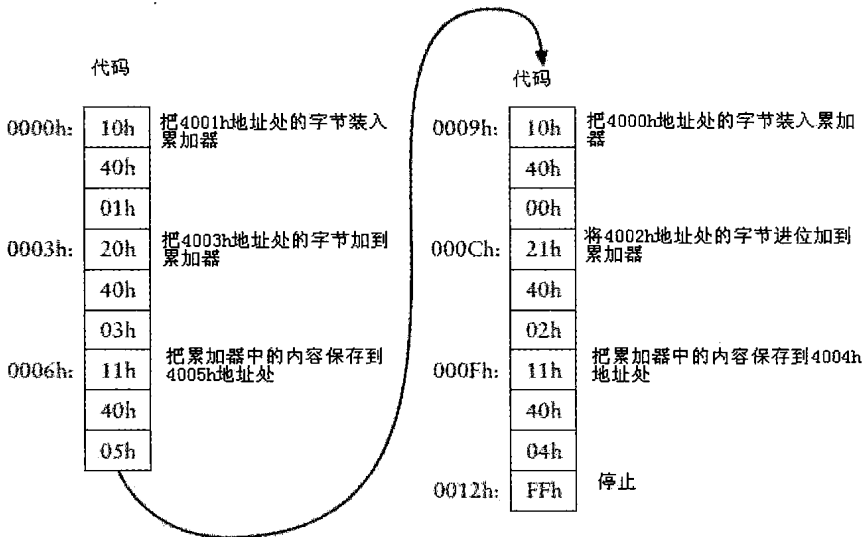 代码
0000h: 10h 把4001h地址处的字节装入
累加器
40h
01h
0003h: 20h 把4003h地址处的字节加到
累加器
40h
03h
0006h: 11h 把累加器中的内容保存到
4005h地址处
40h
05h
代码
0009h: 10h 把4000h地址处的字节装入累加
器
40h
00h
000Ch: 21h 将4002h地址处的字节进位加到
累加器
40h
02h
000Fh: 11h 把累加器中的内容保存到4004h
地址处
40h
04h
0012h: FFh 停止